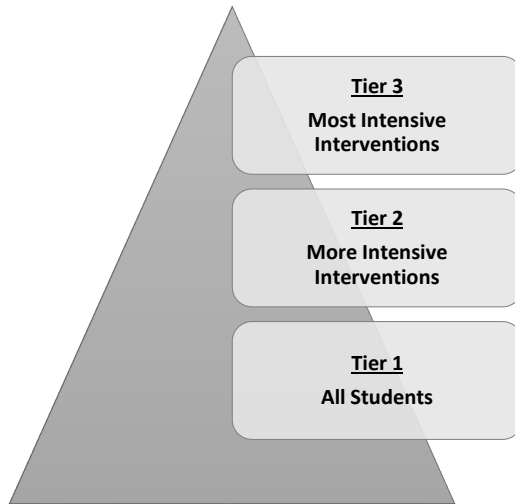 Tier 3
Most Intensive
Interventions
Tier 2
More Intensive
Interventions
Tier 1
All Students